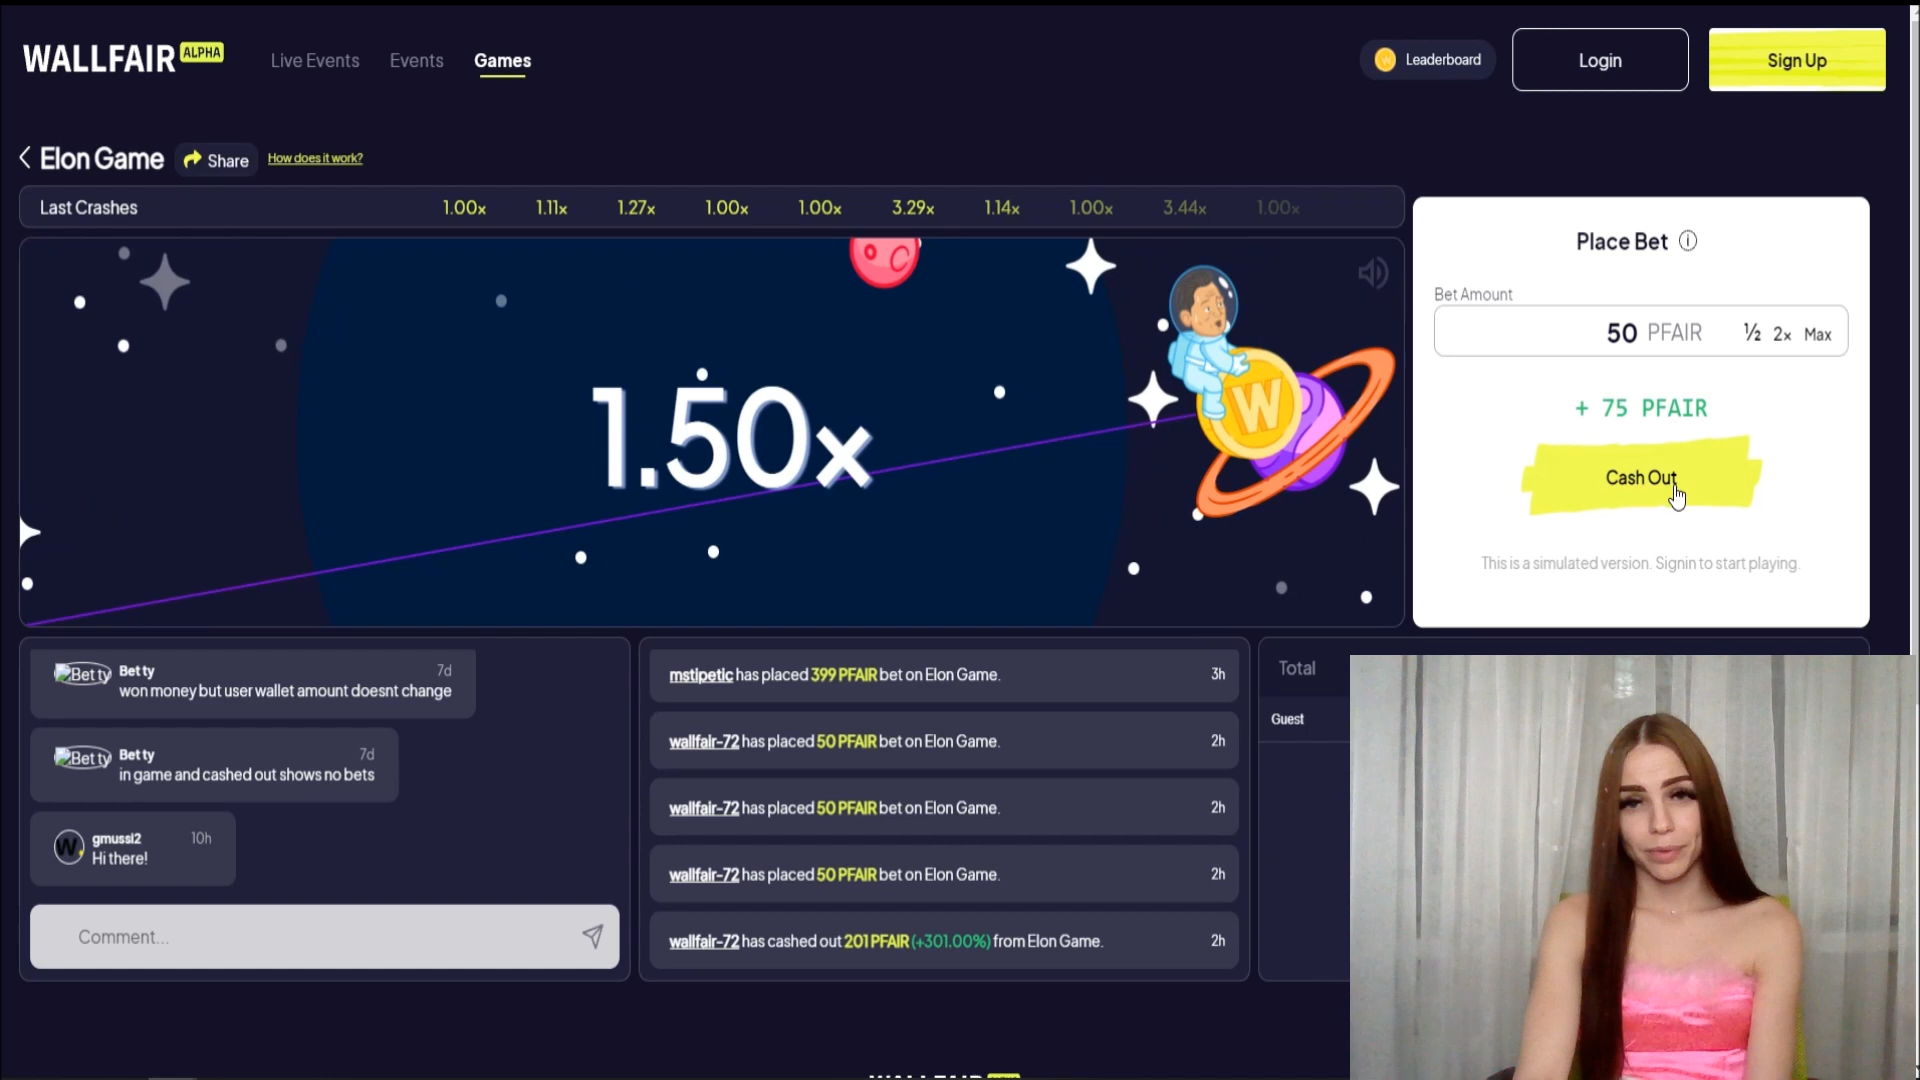 WALLFAIR ALPHA
Live Events Events Games
Leaderboard
Login
Sign Up
Elon Game Share How does it work?
Last Crashes 1.00x 1.11x 1.27x 1.00x 1.00x 3.29x 1.14x 1.00x 3.44x 1.00x
1.50x
W
Place Bet
Bet Amount
50 PFAIR ½ 2x Max
+ 75 PFAIR
Cash Out
This is a simulated version. Signin to start playing.
Betty Betty 7d
won money but user wallet amount doesnt change
Betty Betty 7d
in game and cashed out shows no bets
W gmussi2 10h
Hi there!
Comment...
mstipetic has placed 399 PFAIR bet on Elon Game. 3h
wallfair-72 has placed 50 PFAIR bet on Elon Game. 2h
wallfair-72 has placed 50 PFAIR bet on Elon Game. 2h
wallfair-72 has placed 50 PFAIR bet on Elon Game. 2h
wallfair-72 has cashed out 201 PFAIR (+301.00%) from Elon Game. 2h
Total
Guest